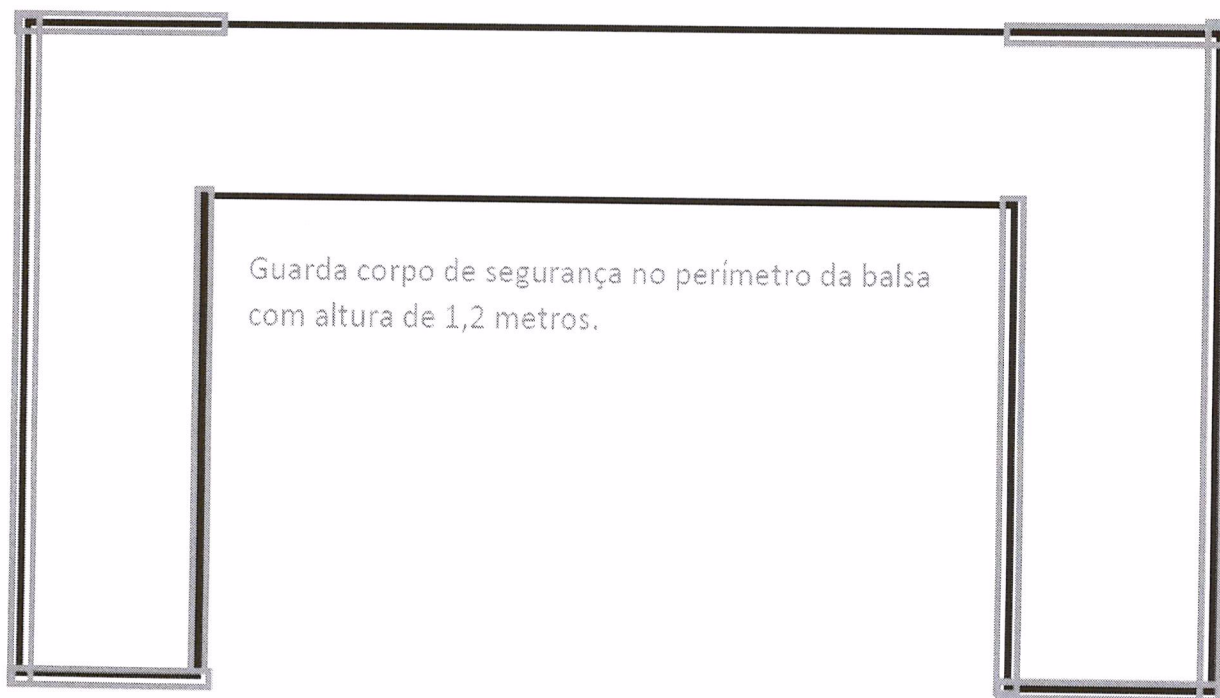 Guarda corpo de segurança no perímetro da balsa
com altura de 1,2 metros.